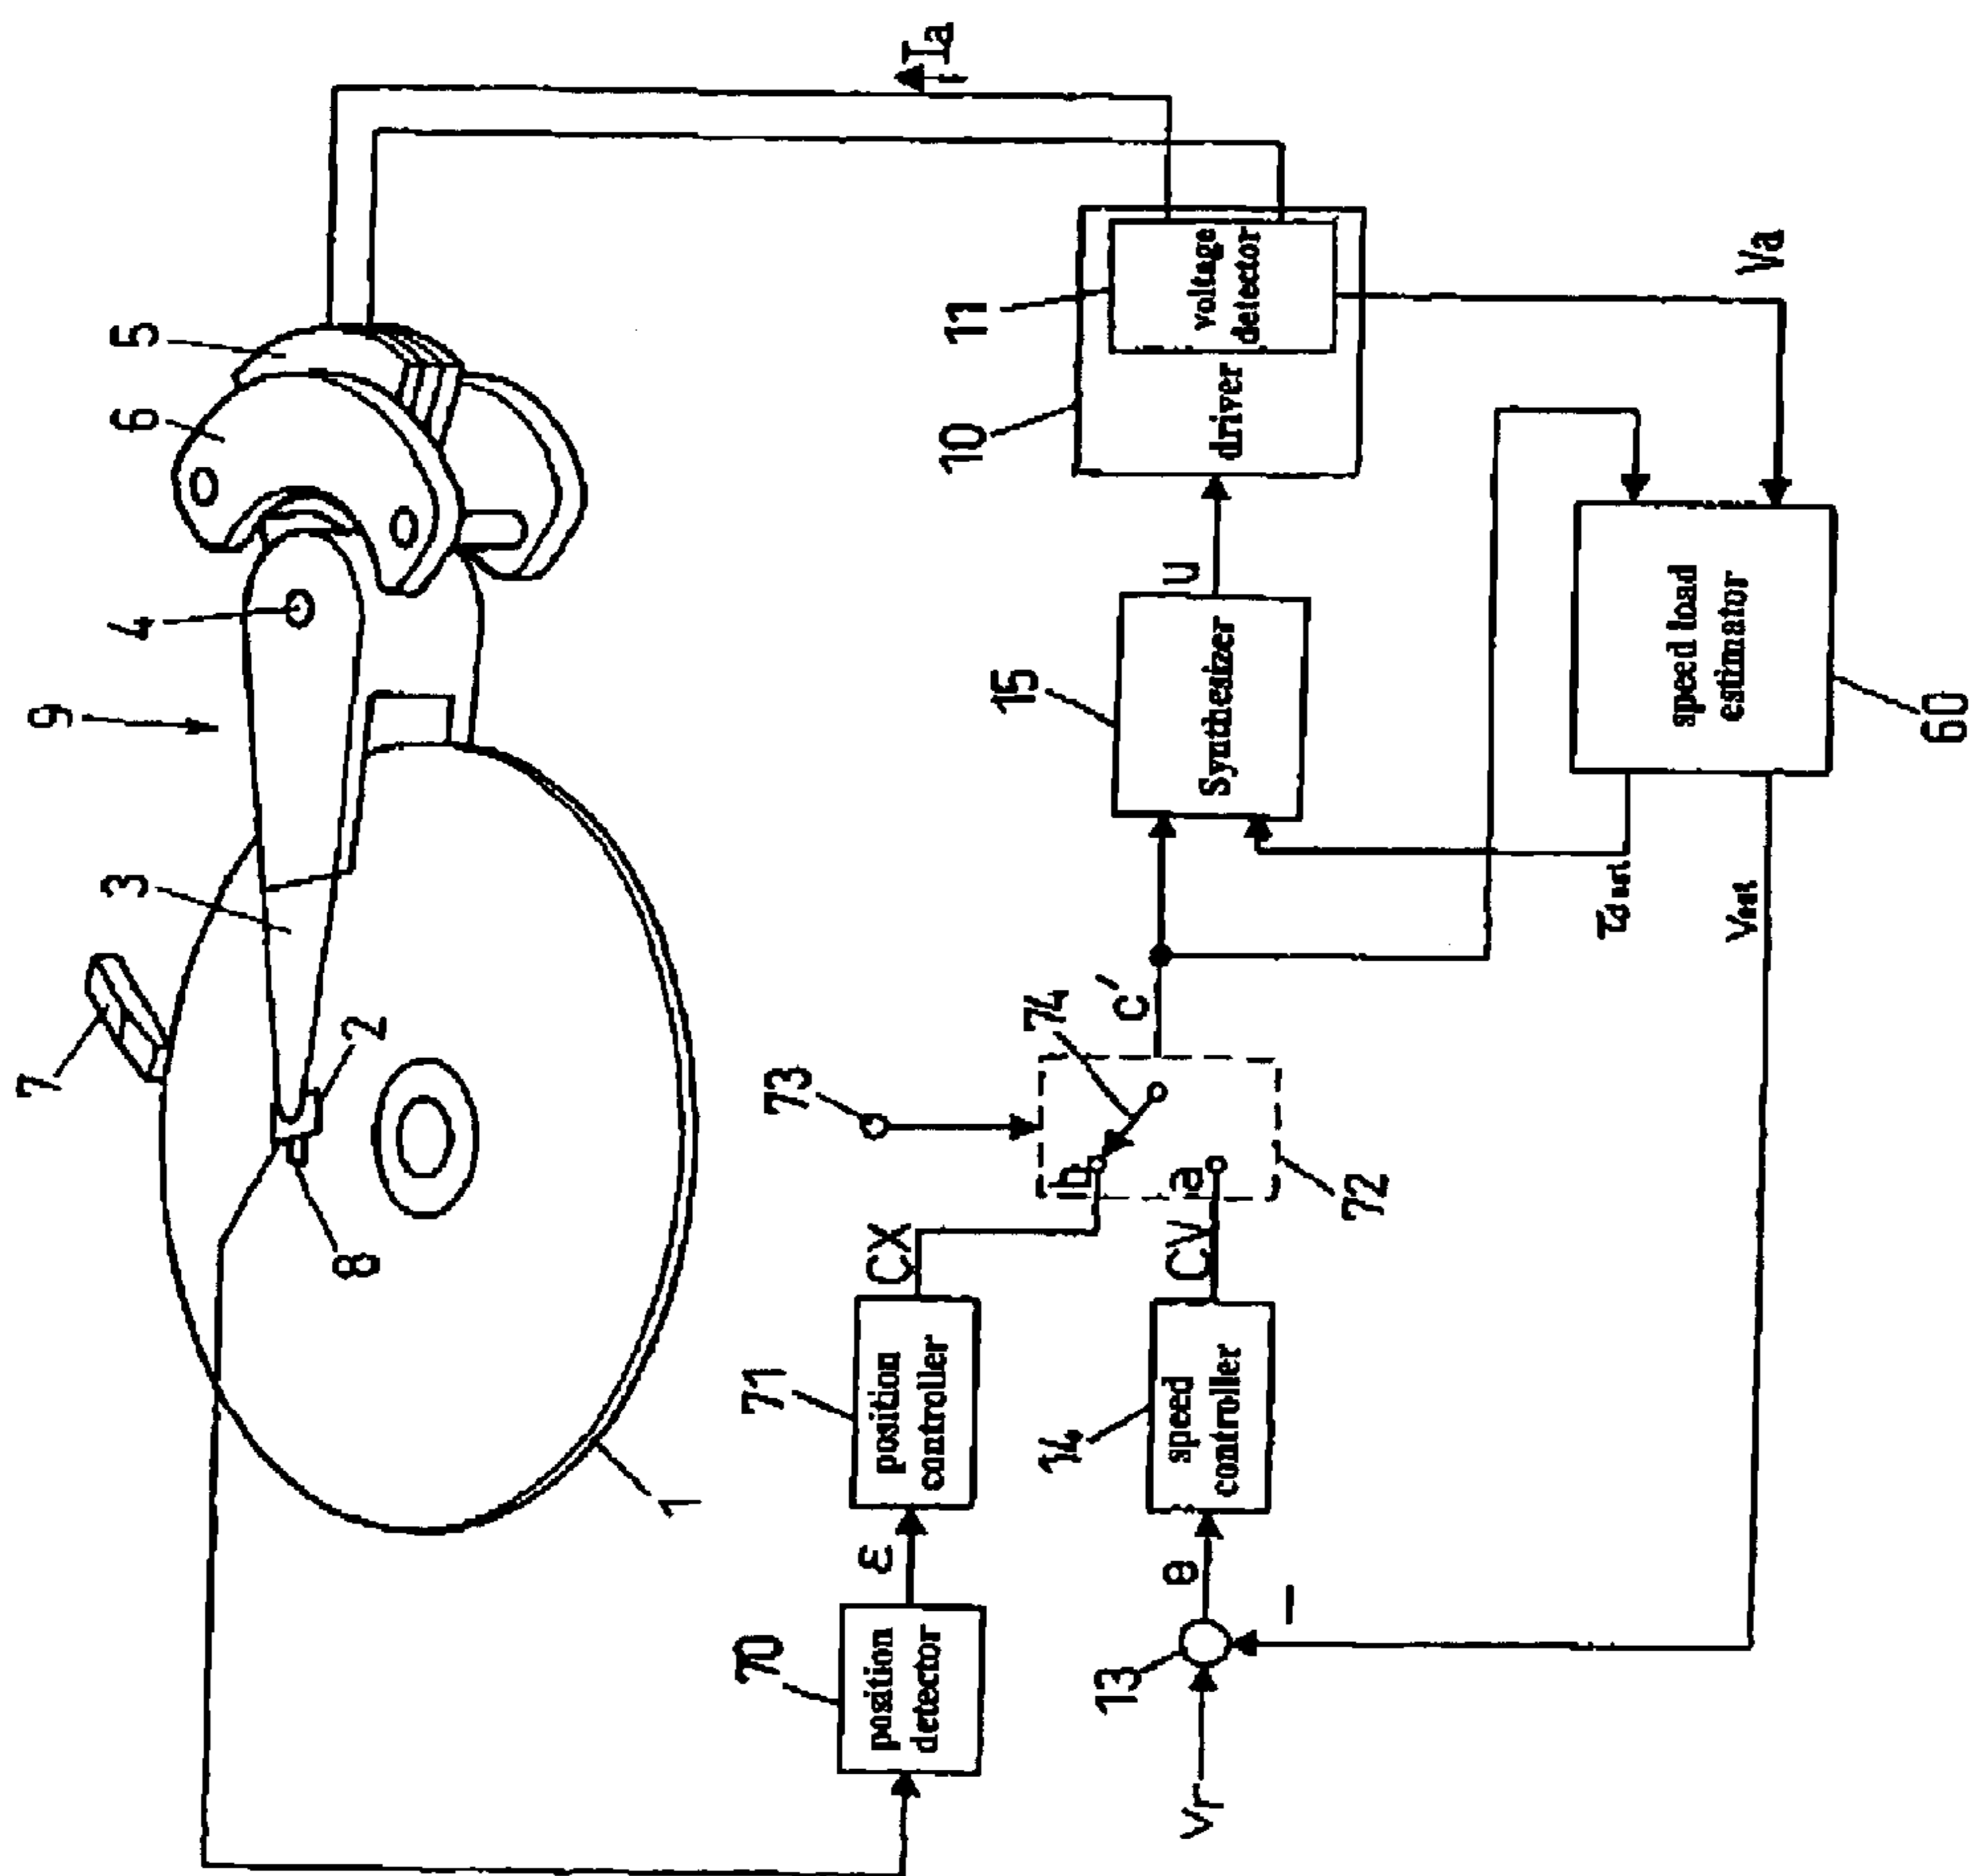 7
3
9
4
6
5
8
2
1
Ia
73
70
position
detector
ε
71
position
controller
CX
b
a
74
72
C'
15
Synthesizer
U
10
driver
11
voltage
detector
Vr
13
e
14
speed
controller
CV
τd est
Vest
speed load
estimator
60
Va